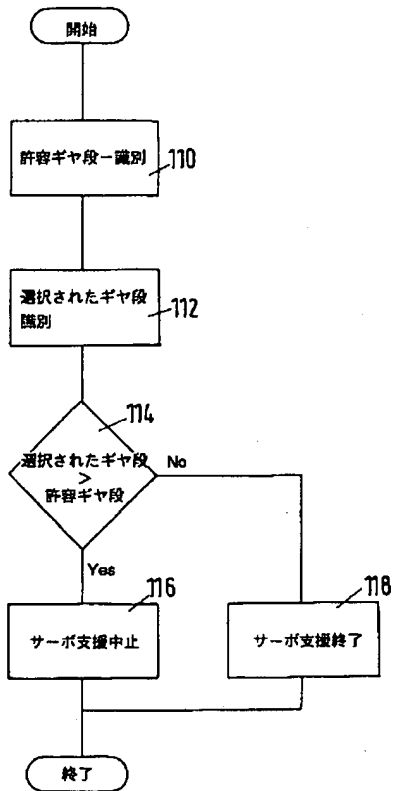 開始
許容ギヤ段ー識別
110
選択されたギヤ段
識別
112
114
選択されたギヤ段
>
許容ギヤ段
No
Yes
116
サーボ支援中止
118
サーボ支援終了
終了